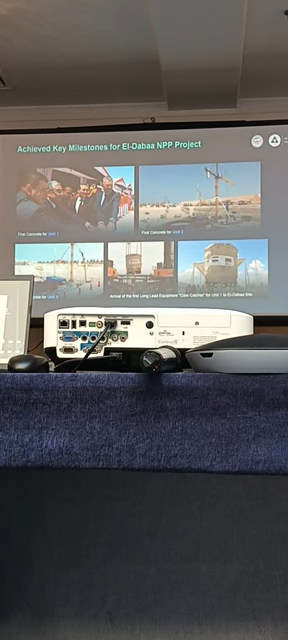 Achieved Key Milestones for El-Dabaa NPP Project
First Concrete for Unit 1
First Concrete for Unit 2
Arrival of the first Long Lead Equipment "Core Catcher" for Unit 1 to El-Dabaa Site